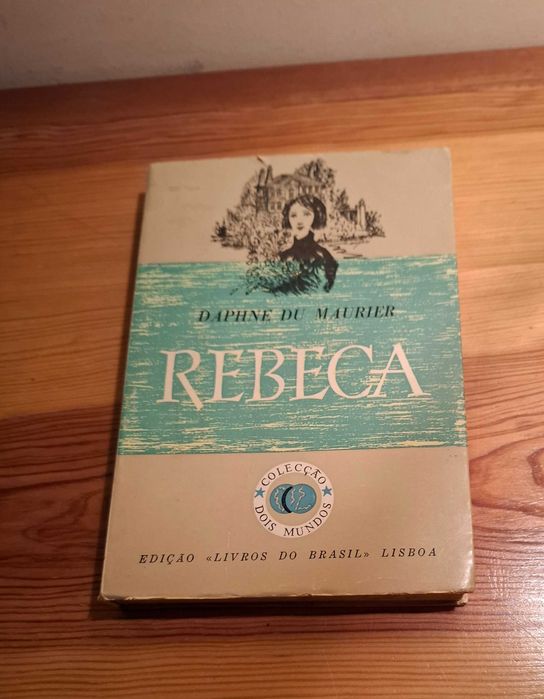 DAPHNE DU MAURIER
REBECA
COLECÇÃO
DOIS MUNDOS
EDIÇÃO «LIVROS DO BRASIL» LISBOA